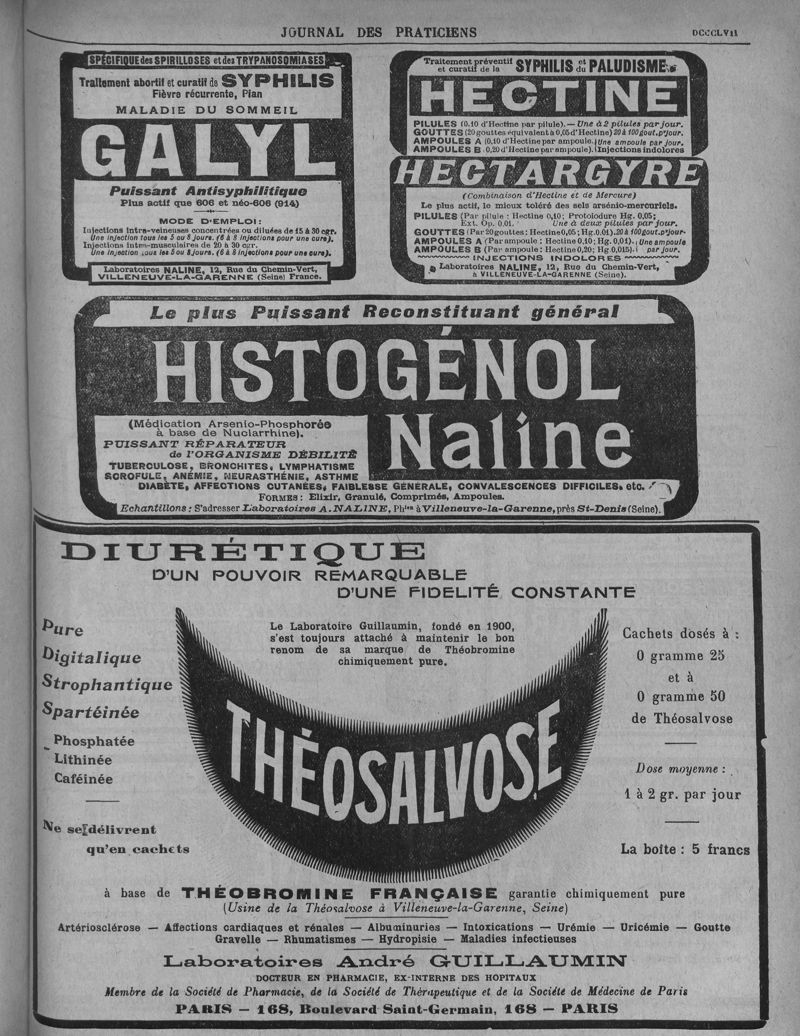 JOURNAL DES PRATICIENS
DCCCLVII
SPÉCIFIQUE des SPIRILLOSES et des TRYPANOSOMIASES
Traitement abortif et curatif de SYPHILIS
Fièvre récurrente, Pian
MALADIE DU SOMMEIL
GALYL
Puissant Antisyphilitique
Plus actif que 606 et néo-606 (914)
MODE D'EMPLOI:
Injections intra-veineuses concentrées ou diluées de 15 à 30 cgr.
Une injection tous les 5 ou 8 jours. (6 à 8 injections pour une cure).
Injections intra-musculaires de 20 à 30 cgr.
Une injection tous les 5 ou 8 jours. (6 à 8 injections pour une cure).
Laboratoires NALINE, 12, Rue du Chemin-Vert,
VILLENEUVE-LA-GARENNE (Seine) France.
Traitement préventif et curatif de la SYPHILIS et du PALUDISME
HECTINE
PILULES (0.10 d'Hectine par pilule). — Une à 2 pilules par jour.
GOUTTES (20 gouttes équivalent à 0,05 d'Hectine) 20 à 100 gout. p' jour.
AMPOULES A (0,10 d'Hectine par ampoule. Une ampoule par jour.
AMPOULES B (0,20 d'Hectine par ampoule). Injections indolores
HECTARGYRE
(Combinaison d'Hectine et de Mercure)
Le plus actif, le mieux toléré des sels arsénio-mercuriels.
PILULES (Par pilule : Hectine 0,10; Protoiodure Hg. 0,05;
Ext. Op. 0.01. Une à deux pilules par jour.
GOUTTES (Par 20 gouttes : Hectine 0,05; Hg. 0.01). 20 à 100 gout. p' jour.
AMPOULES A (Par ampoule : Hectine 0.10; Hg. 0,01). Une ampoule
AMPOULES B (Par ampoule : Hectine 0,20; Hg 0,015). par jour.
INJECTIONS INDOLORES
Laboratoires NALINE, 12, Rue du Chemin-Vert,
à VILLENEUVE-LA-GARENNE (Seine).
Le plus Puissant Reconstituant général
HISTOGÉNOL
Naline
(Médication Arsenio-Phosphorée
à base de Nuclarrhine).
PUISSANT RÉPARATEUR
de l'ORGANISME DÉBILITÉ
TUBERCULOSE, BRONCHITES, LYMPHATISME
SCROFULE, ANÉMIE, NEURASTHÉNIE, ASTHME
DIABÈTE, AFFECTIONS CUTANÉES, FAIBLESSE GÉNÉRALE, CONVALESCENCES DIFFICILES, etc.
FORMES : Elixir, Granulé, Comprimés, Ampoules.
Echantillons : S'adresser Laboratoires A. NALINE, Phien à Villeneuve-la-Garenne, près St-Denis (Seine).
DIURÉTIQUE
D'UN POUVOIR REMARQUABLE
D'UNE FIDELITÉ CONSTANTE
Le Laboratoire Guillaumin, fondé en 1900,
s'est toujours attaché à maintenir le bon
renom de sa marque de Théobromine
chimiquement pure.
Pure
Digitalique
Strophantique
Spartéinée
Phosphatée
Lithinée
Caféinée
Ne se délivrent
qu'en cachets
THÉOSALVOSE
Cachets dosés à :
0 gramme 25
et à
0 gramme 50
de Théosalvose
Dose moyenne :
1 à 2 gr. par jour
La boîte : 5 francs
à base de THÉOBROMINE FRANÇAISE garantie chimiquement pure
(Usine de la Théosalvose à Villeneuve-la-Garenne, Seine)
Artériosclérose — Affections cardiaques et rénales — Albuminuries — Intoxications — Urémie — Uricémie — Goutte
Gravelle — Rhumatismes — Hydropisie — Maladies infectieuses
Laboratoires André GUILLAUMIN
DOCTEUR EN PHARMACIE, EX-INTERNE DES HOPITAUX
Membre de la Société de Pharmacie, de la Société de Thérapeutique et de la Société de Médecine de Paris
PARIS — 168, Boulevard Saint-Germain, 168 — PARIS